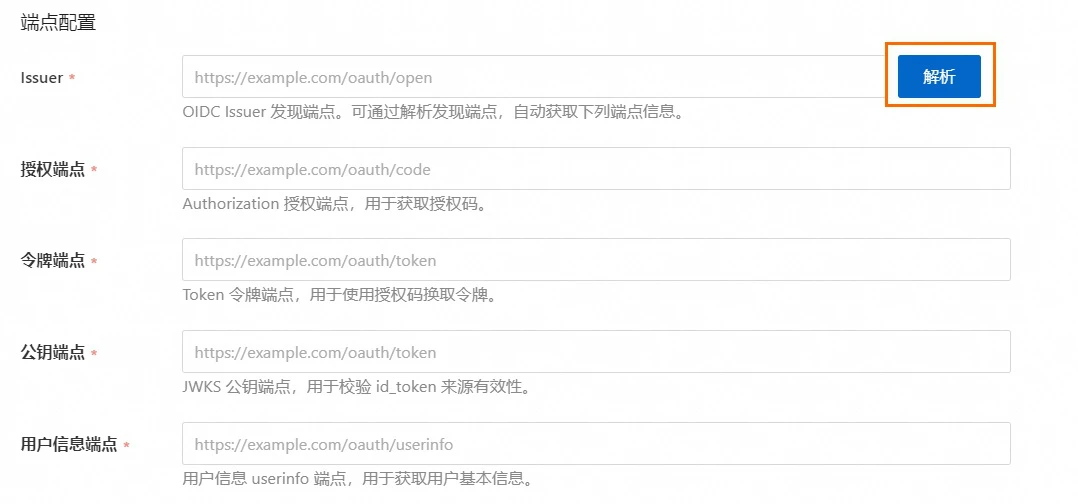 端点配置
Issuer *
https://example.com/oauth/open
解析
OIDC Issuer 发现端点。可通过解析发现端点，自动获取下列端点信息。
授权端点 *
https://example.com/oauth/code
Authorization 授权端点，用于获取授权码。
令牌端点 *
https://example.com/oauth/token
Token 令牌端点，用于使用授权码换取令牌。
公钥端点 *
https://example.com/oauth/token
JWKS 公钥端点，用于校验 id_token 来源有效性。
用户信息端点 *
https://example.com/oauth/userinfo
用户信息 userinfo 端点，用于获取用户基本信息。